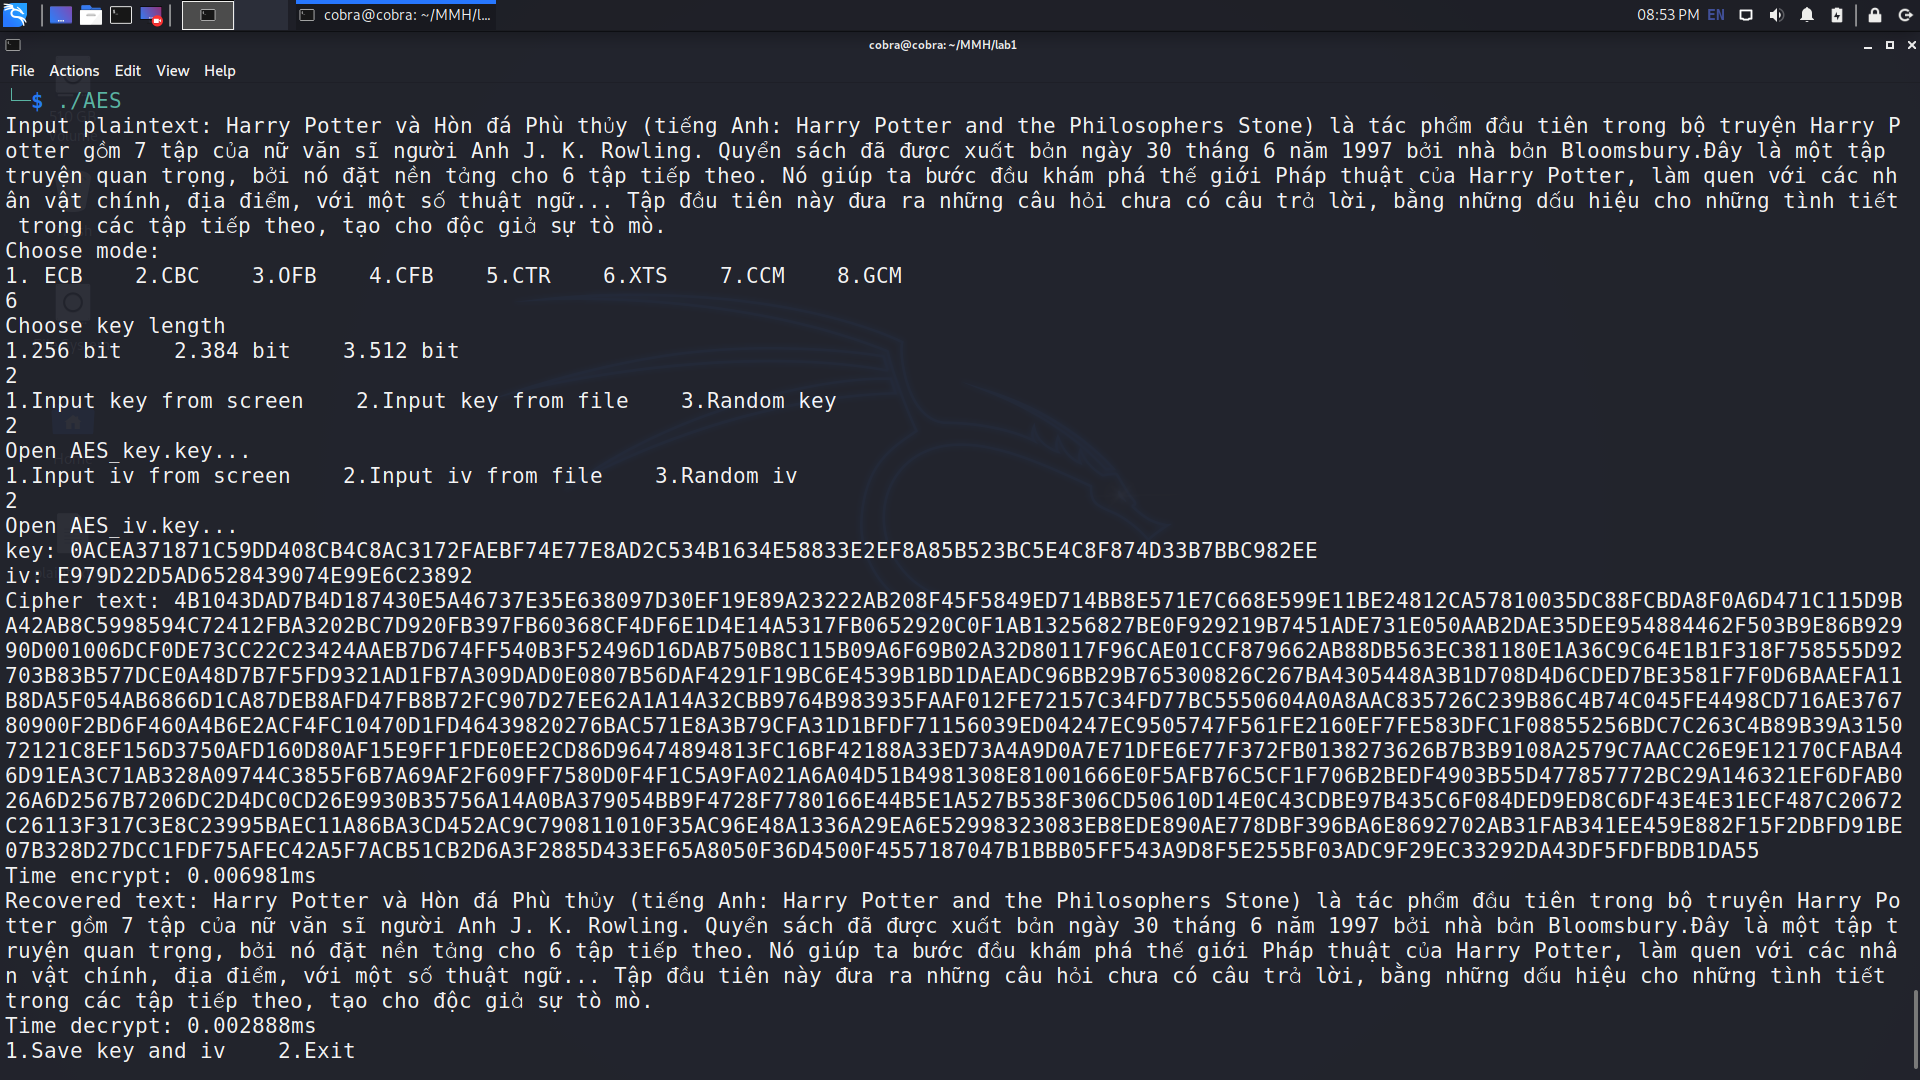 cobra@cobra: ~/MMH/l...
08:53 PM EN
cobra@cobra: ~/MMH/lab1
File Actions Edit View Help
└─$ ./AES
Input plaintext: Harry Potter và Hòn đá Phù thủy (tiếng Anh: Harry Potter and the Philosophers Stone) là tác phẩm đầu tiên trong bộ truyện Harry P
otter gồm 7 tập của nữ văn sĩ người Anh J. K. Rowling. Quyển sách đã được xuất bản ngày 30 tháng 6 năm 1997 bởi nhà bản Bloomsbury.Đây là một tập
truyện quan trọng, bởi nó đặt nền tảng cho 6 tập tiếp theo. Nó giúp ta bước đầu khám phá thế giới Pháp thuật của Harry Potter, làm quen với các nh
ân vật chính, địa điểm, với một số thuật ngữ... Tập đầu tiên này đưa ra những câu hỏi chưa có câu trả lời, bằng những dấu hiệu cho những tình tiết
trong các tập tiếp theo, tạo cho độc giả sự tò mò.
Choose mode:
1. ECB    2.CBC    3.OFB    4.CFB    5.CTR    6.XTS    7.CCM    8.GCM
6
Choose key length
1.256 bit    2.384 bit    3.512 bit
2
1.Input key from screen    2.Input key from file    3.Random key
2
Open AES_key.key...
1.Input iv from screen    2.Input iv from file    3.Random iv
2
Open AES_iv.key...
key: 0ACEA371871C59DD408CB4C8AC3172FAEBF74E77E8AD2C534B1634E58833E2EF8A85B523BC5E4C8F874D33B7BBC982EE
iv: E979D22D5AD6528439074E99E6C23892
Cipher text: 4B1043DAD7B4D187430E5A46737E35E638097D30EF19E89A23222AB208F45F5849ED714BB8E571E7C668E599E11BE24812CA57810035DC88FCBDA8F0A6D471C115D9B
A42AB8C5998594C72412FBA3202BC7D920FB397FB60368CF4DF6E1D4E14A5317FB0652920C0F1AB13256827BE0F929219B7451ADE731E050AAB2DAE35DEE954884462F503B9E86B929
90D001006DCF0DE73CC22C23424AAEB7D674FF540B3F52496D16DAB750B8C115B09A6F69B02A32D80117F96CAE01CCF879662AB88DB563EC381180E1A36C9C64E1B1F318F758555D92
703B83B577DCE0A48D7B7F5FD9321AD1FB7A309DAD0E0807B56DAF4291F19BC6E4539B1BD1DAEADC96BB29B765300826C267BA4305448A3B1D708D4D6CDED7BE3581F7F0D6BAAEFA11
B8DA5F054AB6866D1CA87DEB8AFD47FB8B72FC907D27EE62A1A14A32CBB9764B983935FAAF012FE72157C34FD77BC5550604A0A8AAC835726C239B86C4B74C045FE4498CD716AE3767
80900F2BD6F460A4B6E2ACF4FC10470D1FD46439820276BAC571E8A3B79CFA31D1BFDF71156039ED04247EC9505747F561FE2160EF7FE583DFC1F08855256BDC7C263C4B89B39A3150
72121C8EF156D3750AFD160D80AF15E9FF1FDE0EE2CD86D96474894813FC16BF42188A33ED73A4A9D0A7E71DFE6E77F372FB0138273626B7B3B9108A2579C7AACC26E9E12170CFABA4
6D91EA3C71AB328A09744C3855F6B7A69AF2F609FF7580D0F4F1C5A9FA021A6A04D51B4981308E81001666E0F5AFB76C5CF1F706B2BEDF4903B55D477857772BC29A146321EF6DFAB0
26A6D2567B7206DC2D4DC0CD26E9930B35756A14A0BA379054BB9F4728F7780166E44B5E1A527B538F306CD50610D14E0C43CDBE97B435C6F084DED9ED8C6DF43E4E31ECF487C20672
C26113F317C3E8C23995BAEC11A86BA3CD452AC9C790811010F35AC96E48A1336A29EA6E52998323083EB8EDE890AE778DBF396BA6E8692702AB31FAB341EE459E882F15F2DBFD91BE
07B328D27DCC1FDF75AFEC42A5F7ACB51CB2D6A3F2885D433EF65A8050F36D4500F4557187047B1BBB05FF543A9D8F5E255BF03ADC9F29EC33292DA43DF5FDFBDB1DA55
Time encrypt: 0.006981ms
Recovered text: Harry Potter và Hòn đá Phù thủy (tiếng Anh: Harry Potter and the Philosophers Stone) là tác phẩm đầu tiên trong bộ truyện Harry Po
tter gồm 7 tập của nữ văn sĩ người Anh J. K. Rowling. Quyển sách đã được xuất bản ngày 30 tháng 6 năm 1997 bởi nhà bản Bloomsbury.Đây là một tập t
ruyện quan trọng, bởi nó đặt nền tảng cho 6 tập tiếp theo. Nó giúp ta bước đầu khám phá thế giới Pháp thuật của Harry Potter, làm quen với các nhâ
n vật chính, địa điểm, với một số thuật ngữ... Tập đầu tiên này đưa ra những câu hỏi chưa có câu trả lời, bằng những dấu hiệu cho những tình tiết
trong các tập tiếp theo, tạo cho độc giả sự tò mò.
Time decrypt: 0.002888ms
1.Save key and iv    2.Exit